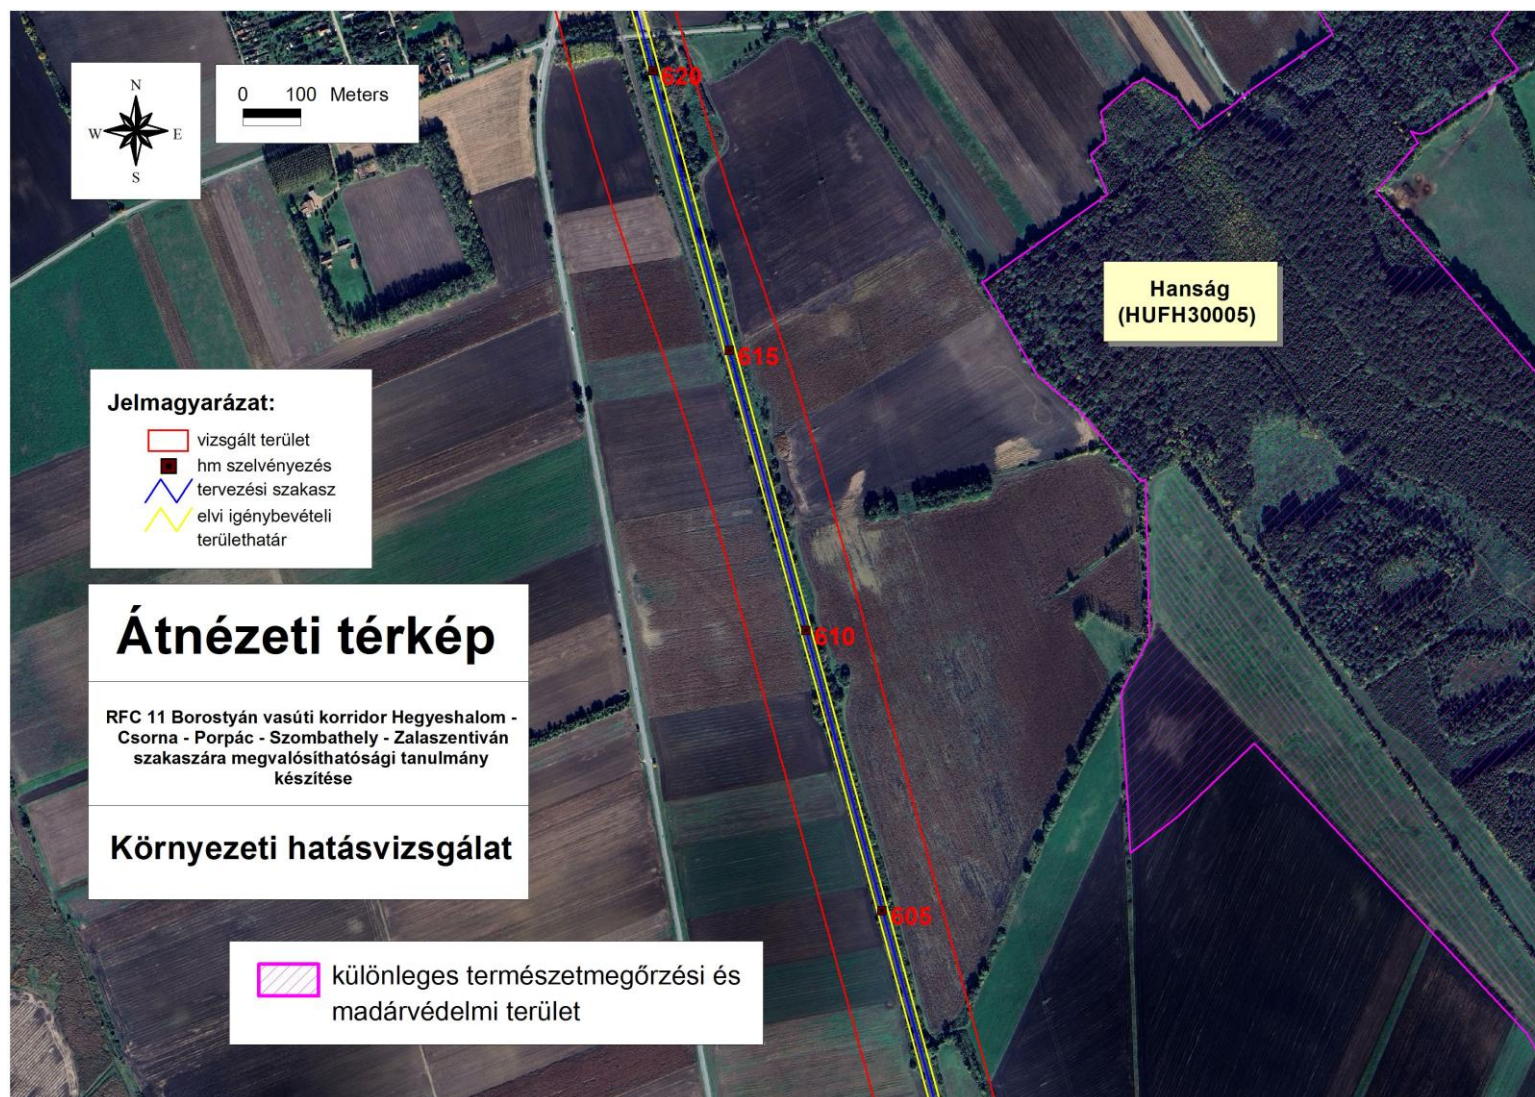 N
W E
S
0 100 Meters
620
Hanság
(HUFH30005)
615
Jelmagyarázat:
vizsgált terület
hm szelvényezés
tervezési szakasz
elvi igénybevételi
területhatár
Átnézeti térkép
610
RFC 11 Borostyán vasúti korridor Hegyeshalom -
Csorna - Porpác - Szombathely - Zalaszentiván
szakaszára megvalósíthatósági tanulmány
készítése
Környezeti hatásvizsgálat
605
különleges természetmegőrzési és
madárvédelmi terület